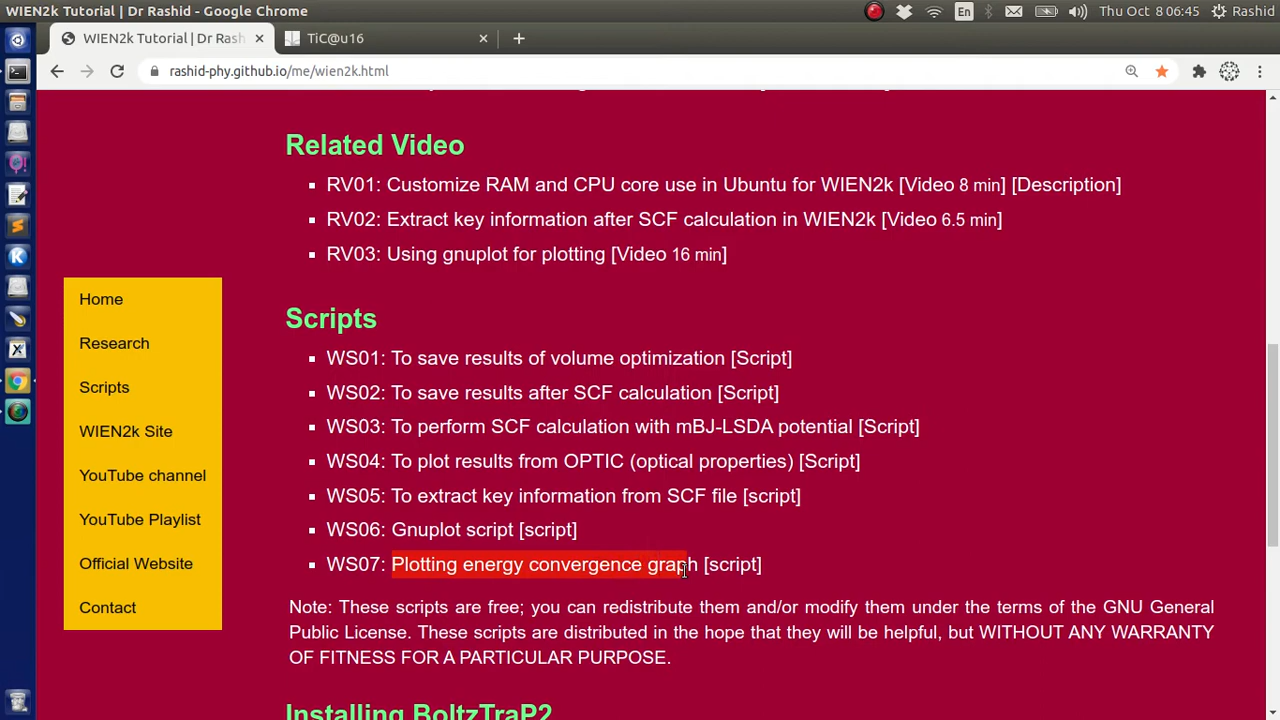 WIEN2k Tutorial | Dr Rashid - Google Chrome
En
Thu Oct 8 06:45
Rashid
WIEN2k Tutorial | Dr Rash
TiC@u16
rashid-phy.github.io/me/wien2k.html
Related Video
RV01: Customize RAM and CPU core use in Ubuntu for WIEN2k [Video 8 min] [Description]
RV02: Extract key information after SCF calculation in WIEN2k [Video 6.5 min]
RV03: Using gnuplot for plotting [Video 16 min]
Home
Research
Scripts
WIEN2k Site
YouTube channel
YouTube Playlist
Official Website
Contact
Scripts
WS01: To save results of volume optimization [Script]
WS02: To save results after SCF calculation [Script]
WS03: To perform SCF calculation with mBJ-LSDA potential [Script]
WS04: To plot results from OPTIC (optical properties) [Script]
WS05: To extract key information from SCF file [script]
WS06: Gnuplot script [script]
WS07: Plotting energy convergence graph [script]
Note: These scripts are free; you can redistribute them and/or modify them under the terms of the GNU General
Public License. These scripts are distributed in the hope that they will be helpful, but WITHOUT ANY WARRANTY
OF FITNESS FOR A PARTICULAR PURPOSE.
Installing BoltzTraP2